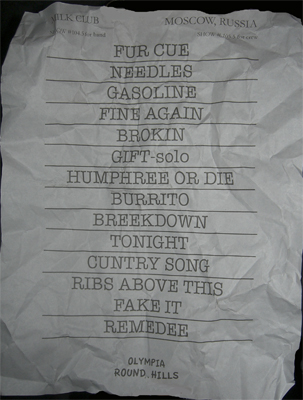 CLUB
MOSCOW, RUSSIA
FUR CUE
NEEDLES
GASOLINE
FINE AGAIN
BROKIN
GIFT-solo
HUMPHREE OR DIE
BURRITO
BREEKDOWN
TONIGHT
CUNTRY SONG
RIBS ABOVE THIS
FAKE IT
REMEDEE
OLYMPIA
ROUND HILLS